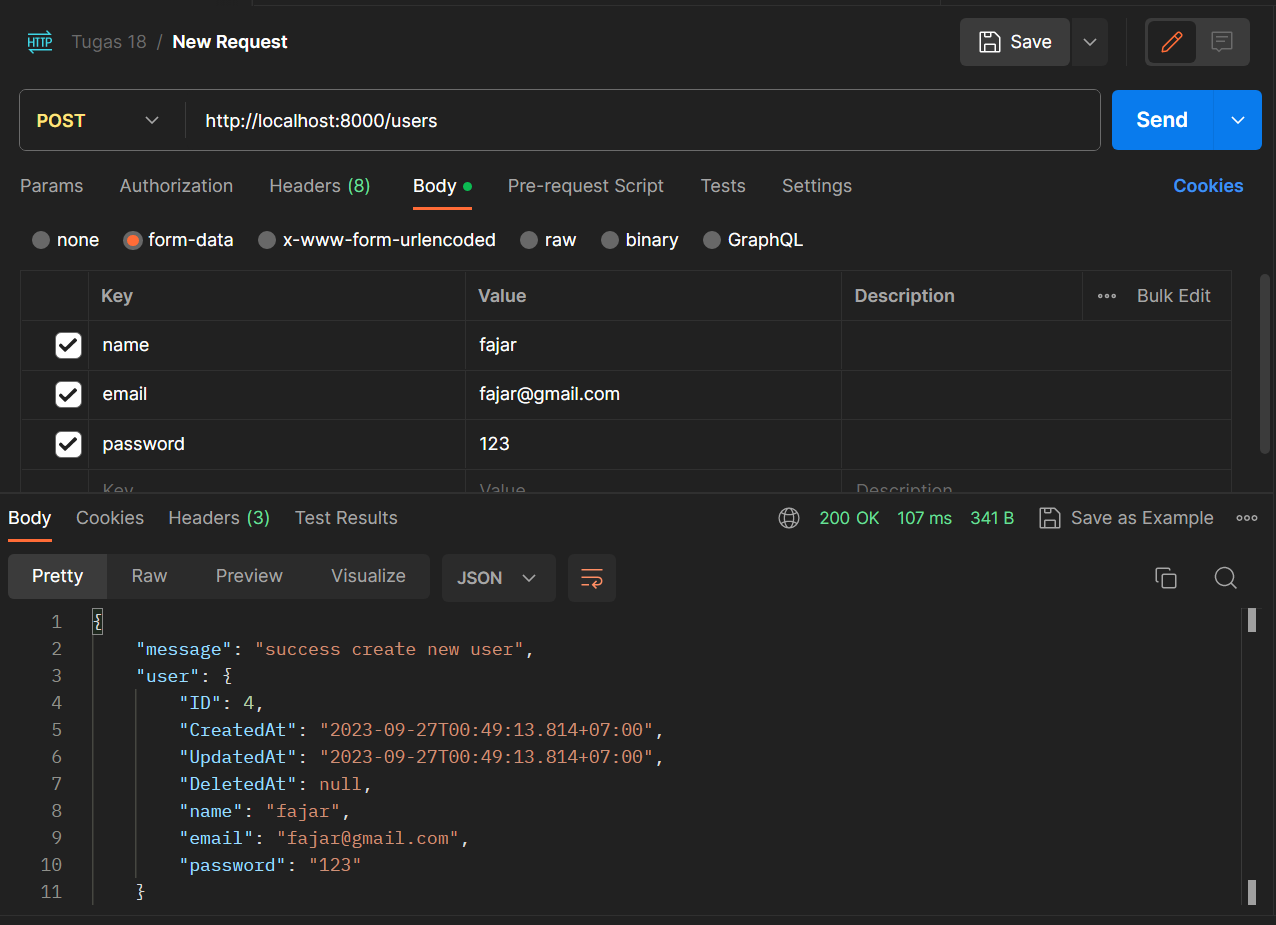 HTTP Tugas 18 / New Request Save
POST http://localhost:8000/users Send
Params Authorization Headers (8) Body Pre-request Script Tests Settings Cookies
none form-data x-www-form-urlencoded raw binary GraphQL
Key Value Description Bulk Edit
name fajar
email fajar@gmail.com
password 123
Key Value Description
Body Cookies Headers (3) Test Results 200 OK 107 ms 341 B Save as Example
Pretty Raw Preview Visualize JSON
1 {
2 "message": "success create new user",
3 "user": {
4 "ID": 4,
5 "CreatedAt": "2023-09-27T00:49:13.814+07:00",
6 "UpdatedAt": "2023-09-27T00:49:13.814+07:00",
7 "DeletedAt": null,
8 "name": "fajar",
9 "email": "fajar@gmail.com",
10 "password": "123"
11 }